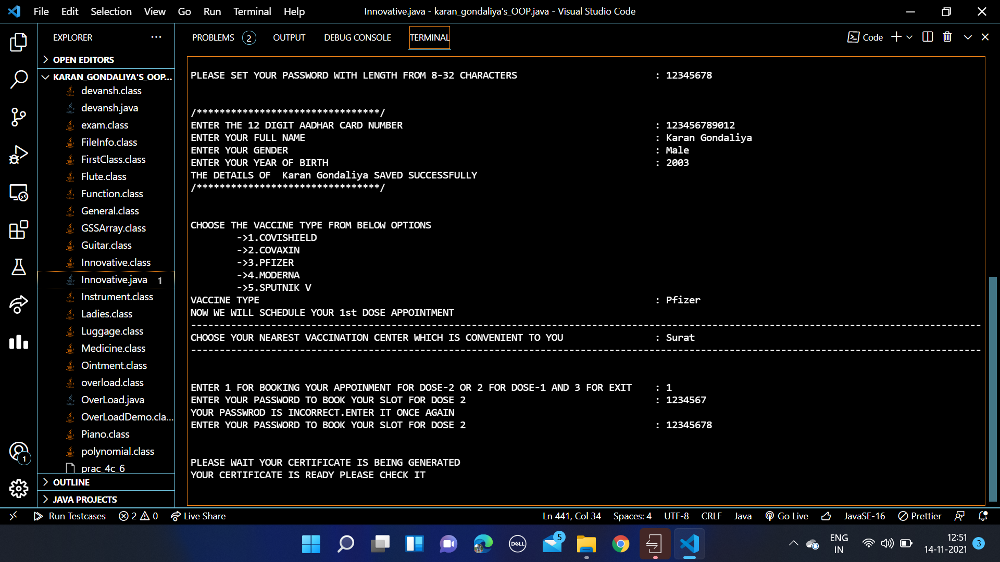 File Edit Selection View Go Run Terminal Help Innovative.java - karan_gondaliya's_OOP.java - Visual Studio Code
EXPLORER ···
PROBLEMS 2 OUTPUT DEBUG CONSOLE TERMINAL Code
OPEN EDITORS
KARAN_GONDALIYA'S_OOP...
devansh.class
devansh.java
exam.class
FileInfo.class
FirstClass.class
Flute.class
Function.class
General.class
GSSArray.class
Guitar.class
Innovative.class
Innovative.java 1
Instrument.class
Ladies.class
Luggage.class
Medicine.class
Ointment.class
overload.class
OverLoad.java
OverLoadDemo.cla...
Piano.class
polynomial.class
prac_4c_6
OUTLINE
JAVA PROJECTS
1
PLEASE SET YOUR PASSWORD WITH LENGTH FROM 8-32 CHARACTERS : 12345678
/********************************/
ENTER THE 12 DIGIT AADHAR CARD NUMBER : 123456789012
ENTER YOUR FULL NAME : Karan Gondaliya
ENTER YOUR GENDER : Male
ENTER YOUR YEAR OF BIRTH : 2003
THE DETAILS OF  Karan Gondaliya SAVED SUCCESSFULLY
/********************************/
CHOOSE THE VACCINE TYPE FROM BELOW OPTIONS
->1.COVISHIELD
->2.COVAXIN
->3.PFIZER
->4.MODERNA
->5.SPUTNIK V
VACCINE TYPE : Pfizer
NOW WE WILL SCHEDULE YOUR 1st DOSE APPOINTMENT
------------------------------------------------------------------------------------------------------------------------------------------
CHOOSE YOUR NEAREST VACCINATION CENTER WHICH IS CONVENIENT TO YOU : Surat
------------------------------------------------------------------------------------------------------------------------------------------
ENTER 1 FOR BOOKING YOUR APPOINMENT FOR DOSE-2 OR 2 FOR DOSE-1 AND 3 FOR EXIT : 1
ENTER YOUR PASSWORD TO BOOK YOUR SLOT FOR DOSE 2 : 1234567
YOUR PASSWROD IS INCORRECT.ENTER IT ONCE AGAIN
ENTER YOUR PASSWORD TO BOOK YOUR SLOT FOR DOSE 2 : 12345678
PLEASE WAIT YOUR CERTIFICATE IS BEING GENERATED
YOUR CERTIFICATE IS READY PLEASE CHECK IT
Run Testcases 2 0 Live Share Ln 441, Col 34 Spaces: 4 UTF-8 CRLF Java Go Live JavaSE-16 Prettier
DELL 5 ENG IN 12:51 14-11-2021 3